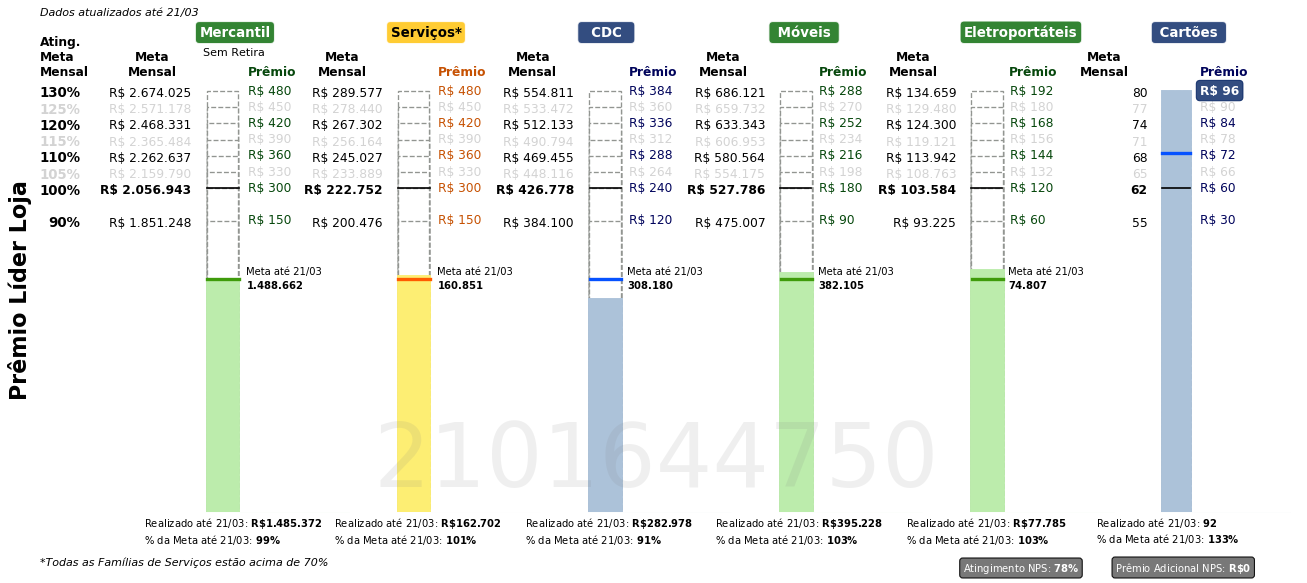 Dados atualizados até 21/03
Mercantil Serviços* CDC Móveis Eletroportáteis Cartões
Sem Retira
Ating. Meta Mensal Meta Mensal Prêmio Meta Mensal Prêmio Meta Mensal Prêmio Meta Mensal Prêmio Meta Mensal Prêmio Meta Mensal Prêmio
130% R$ 2.674.025 R$ 480 R$ 289.577 R$ 480 R$ 554.811 R$ 384 R$ 686.121 R$ 288 R$ 134.659 R$ 192 80 R$ 96
125% R$ 2.571.178 R$ 450 R$ 278.440 R$ 450 R$ 533.472 R$ 360 R$ 659.732 R$ 270 R$ 129.480 R$ 180 77 R$ 90
120% R$ 2.468.331 R$ 420 R$ 267.302 R$ 420 R$ 512.133 R$ 336 R$ 633.343 R$ 252 R$ 124.300 R$ 168 74 R$ 84
115% R$ 2.365.484 R$ 390 R$ 256.164 R$ 390 R$ 490.794 R$ 312 R$ 606.953 R$ 234 R$ 119.121 R$ 156 71 R$ 78
110% R$ 2.262.637 R$ 360 R$ 245.027 R$ 360 R$ 469.455 R$ 288 R$ 580.564 R$ 216 R$ 113.942 R$ 144 68 R$ 72
105% R$ 2.159.790 R$ 330 R$ 233.889 R$ 330 R$ 448.116 R$ 264 R$ 554.175 R$ 198 R$ 108.763 R$ 132 65 R$ 66
100% R$ 2.056.943 R$ 300 R$ 222.752 R$ 300 R$ 426.778 R$ 240 R$ 527.786 R$ 180 R$ 103.584 R$ 120 62 R$ 60
90% R$ 1.851.248 R$ 150 R$ 200.476 R$ 150 R$ 384.100 R$ 120 R$ 475.007 R$ 90 R$ 93.225 R$ 60 55 R$ 30
Prêmio Líder Loja
Meta até 21/03 Meta até 21/03 Meta até 21/03 Meta até 21/03 Meta até 21/03
1.488.662 160.851 308.180 382.105 74.807
2101644750
Realizado até 21/03: R$1.485.372 Realizado até 21/03: R$162.702 Realizado até 21/03: R$282.978 Realizado até 21/03: R$395.228 Realizado até 21/03: R$77.785 Realizado até 21/03: 92
% da Meta até 21/03: 99% % da Meta até 21/03: 101% % da Meta até 21/03: 91% % da Meta até 21/03: 103% % da Meta até 21/03: 103% % da Meta até 21/03: 133%
*Todas as Famílias de Serviços estão acima de 70% Atingimento NPS: 78% Prêmio Adicional NPS: R$0